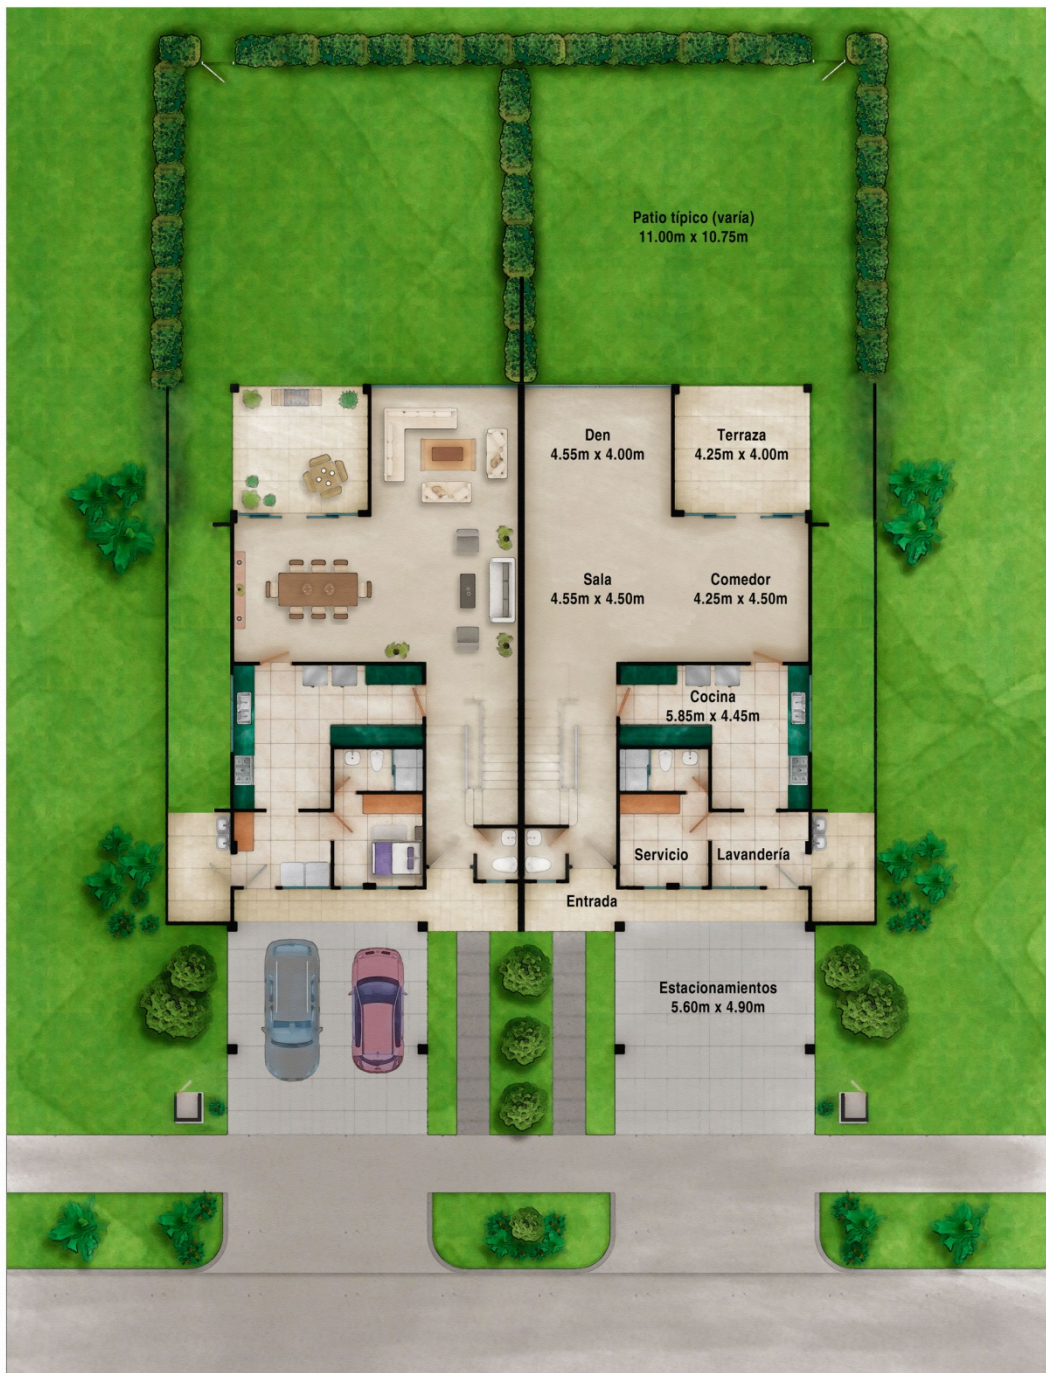 Patio típico (varía)
11.00m x 10.75m
Den
4.55m x 4.00m
Terraza
4.25m x 4.00m
Sala
4.55m x 4.50m
Comedor
4.25m x 4.50m
Cocina
5.85m x 4.45m
Servicio
Lavandería
Entrada
Estacionamientos
5.60m x 4.90m